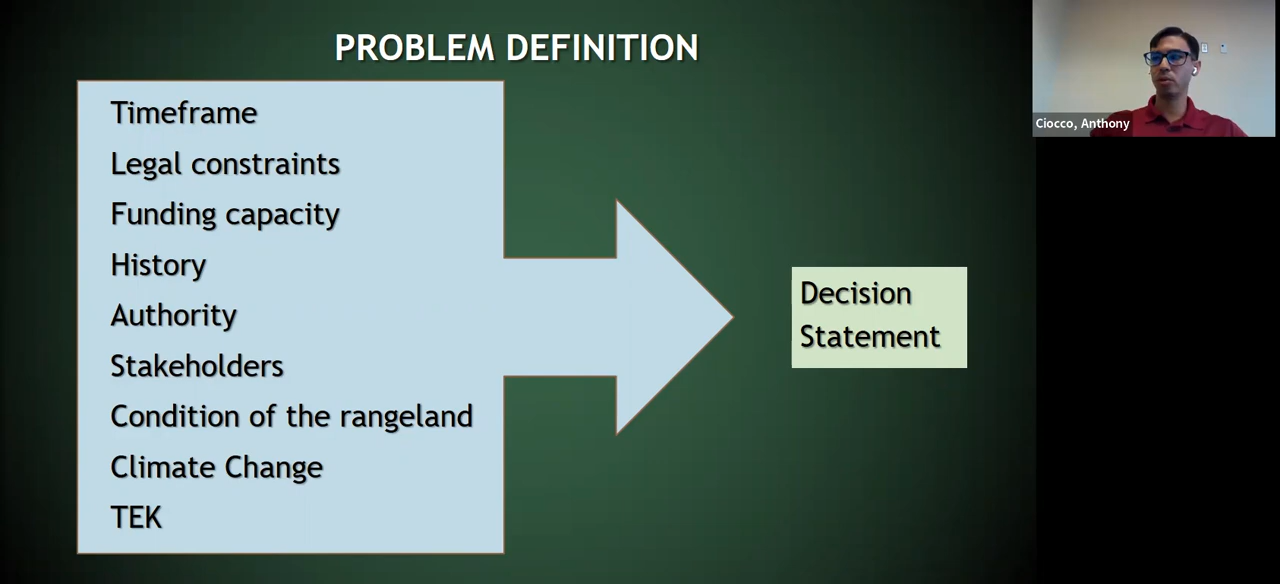 PROBLEM DEFINITION
Timeframe
Legal constraints
Funding capacity
History
Authority
Stakeholders
Condition of the rangeland
Climate Change
TEK
Decision
Statement
Ciocco, Anthony